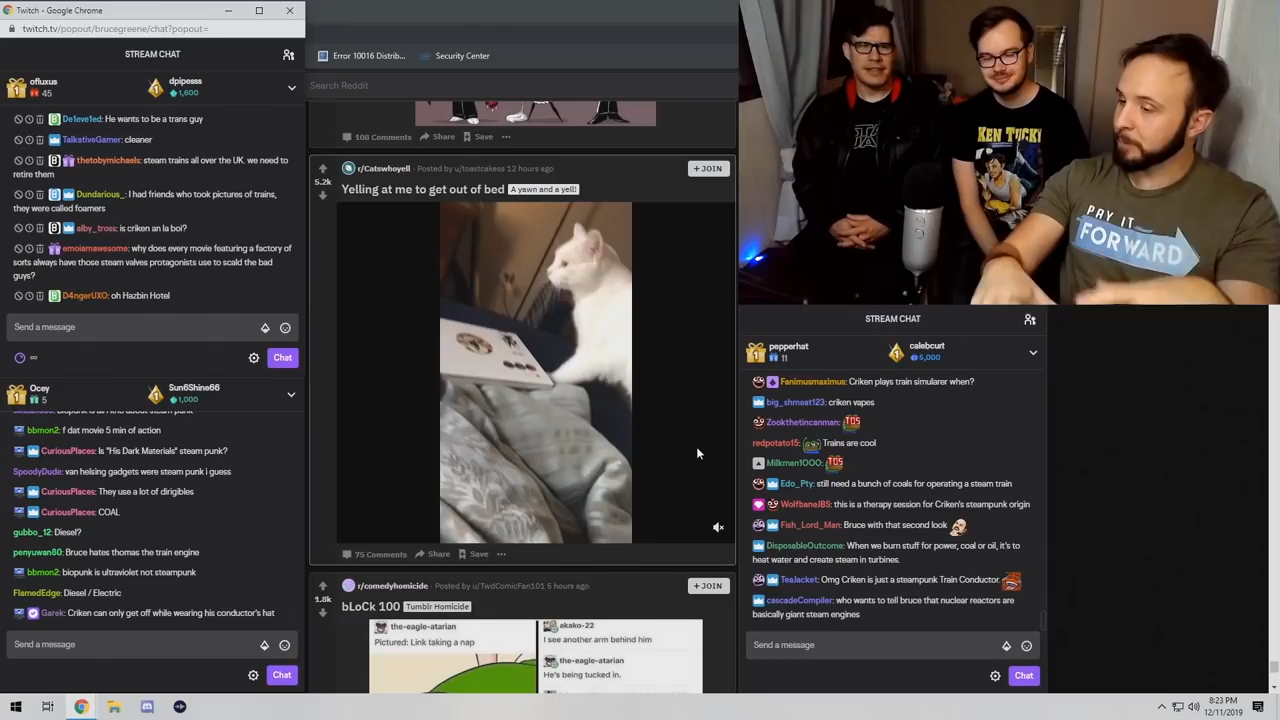 Twitch - Google Chrome
twitch.tv/popout/brucegreene/chat?popout=
STREAM CHAT
ofluxus
45
dpipesss
1,600
De1eve1ed: He wants to be a trans guy
TalkativeGamer: cleaner
thetobymichaels: steam trains all over the UK. we need to
retire them
Dundarious_: I had friends who took pictures of trains,
they were called foamers
alby_tross: is criken an la boi?
emoiamawesome: why does every movie featuring a factory of
sorts always have those steam valves protagonists use to scald the bad
guys?
D4ngerUXO: oh Hazbin Hotel
Send a message
∞
Chat
Ocey
5
Sun6Shine66
1,000
bbmon2: f dat movie 5 min of action
CuriousPlaces: Is "His Dark Materials" steam punk?
SpoodyDude: van helsing gadgets were steam punk i guess
CuriousPlaces: They use a lot of dirigibles
CuriousPlaces: COAL
gubbo_12: Diesel?
penyuwan80: Bruce hates thomas the train engine
bbmon2: biopunk is ultraviolet not steampunk
FlamedEdge: Diesel / Electric
Garek: Criken can only get off while wearing his conductor's hat
Send a message
Chat
Error 10016 Distrib...
Security Center
Search Reddit
108 Comments Share Save
r/Catswhoyell Posted by u/toastcakess 12 hours ago
+ JOIN
5.2k
Yelling at me to get out of bed A yawn and a yell!
75 Comments Share Save
r/comedyhomicide Posted by u/TwdComicFan101 5 hours ago
+ JOIN
1.8k
bLoCk 100 Tumblr Homicide
the-eagle-atarian
Pictured: Link taking a nap
akako-22
I see another arm behind him
the-eagle-atarian
He's being tucked in.
KEN TUCKY
PAY IT
FORWARD
STREAM CHAT
pepperhat
11
calebcurt
5,000
Fanimusmaximus: Criken plays train simularer when?
big_shmeat123: criken vapes
Zookthetincanman: TOS
redpotato15: Trains are cool
Milkman1000: TOS
Edo_Pty: still need a bunch of coals for operating a steam train
WolfbaneJBS: this is a therapy session for Criken's steampunk origin
Fish_Lord_Man: Bruce with that second look
DisposableOutcome: When we burn stuff for power, coal or oil, it's to
heat water and create steam in turbines.
TeaJacket: Omg Criken is just a steampunk Train Conductor.
cascadeCompiler: who wants to tell bruce that nuclear reactors are
basically giant steam engines
Send a message
Chat
8:23 PM
12/11/2019